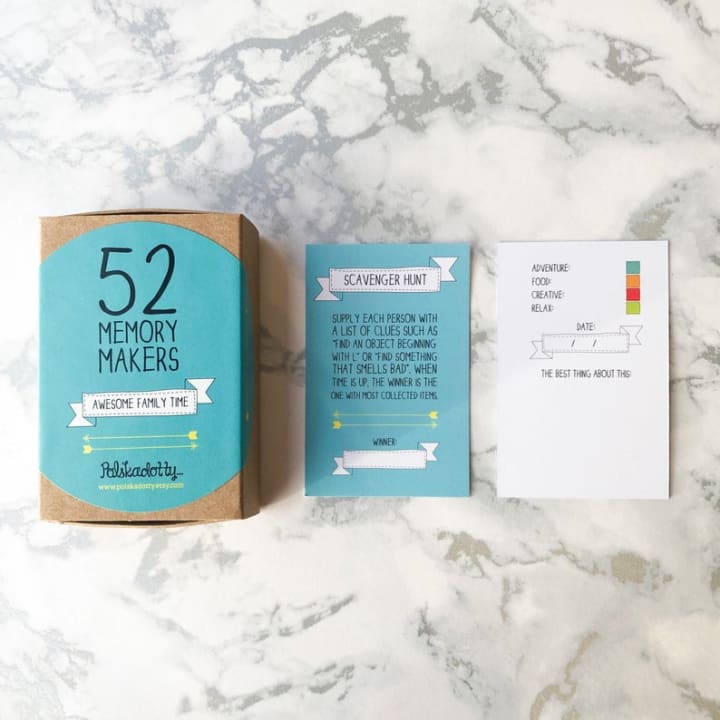 52
MEMORY
MAKERS
AWESOME FAMILY TIME
Polskadotty...
www.polskadotty.etsy.com
SCAVENGER HUNT
SUPPLY EACH PERSON WITH
A LIST OF CLUES SUCH AS
"FIND AN OBJECT BEGINNING
WITH L" OR "FIND SOMETHING
THAT SMELLS BAD". WHEN
TIME IS UP, THE WINNER IS THE
ONE WITH MOST COLLECTED ITEMS.
WINNER:
ADVENTURE:
FOOD:
CREATIVE:
RELAX:
DATE:
/ /
THE BEST THING ABOUT THIS: